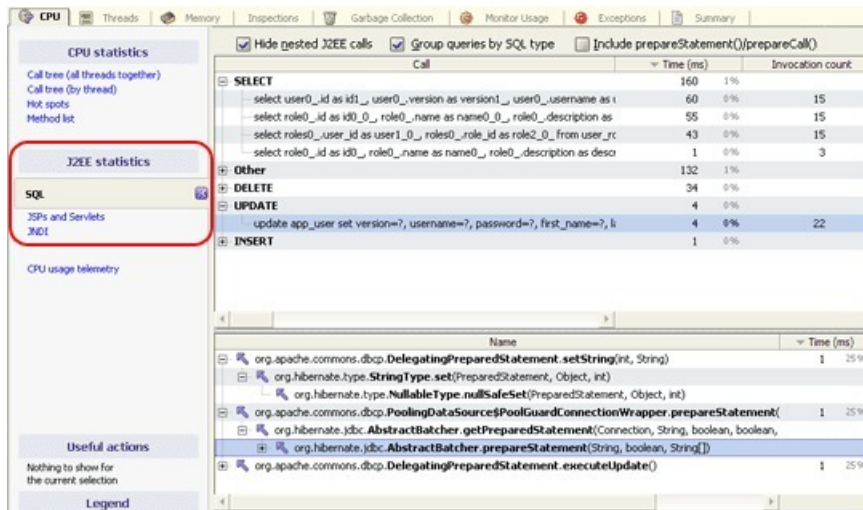 CPU Threads Memory Inspections Garbage Collection Monitor Usage Exceptions Summary
CPU statistics
Call tree (all threads together)
Call tree (by thread)
Hot spots
Method list
J2EE statistics
SQL
JSPs and Servlets
JNDI
CPU usage telemetry
Useful actions
Nothing to show for
the current selection
Legend
Hide nested J2EE calls Group queries by SQL type Include prepareStatement()/prepareCall()
Call Time (ms) Invocation count
SELECT 160 1%
select user0_.id as id1_, user0_.version as version1_, user0_.username as u 60 0% 15
select role0_.id as id0_0_, role0_.name as name0_0_, role0_.description as 55 0% 15
select roles0_.user_id as user1_0_, roles0_.role_id as role2_0_ from user_rc 43 0% 15
select role0_.id as id0_, role0_.name as name0_, role0_.description as descr 1 0% 3
Other 132 1%
DELETE 34 0%
UPDATE 4 0%
update app_user set version=?, username=?, password=?, first_name=?, 4 0% 22
INSERT 1 0%
Name Time (ms)
org.apache.commons.dbcp.DelegatingPreparedStatement.setString(int, String) 1 25%
org.hibernate.type.StringType.set(PreparedStatement, Object, int)
org.hibernate.type.NullableType.nullSafeSet(PreparedStatement, Object, int)
org.apache.commons.dbcp.PoolingDataSource$PoolGuardConnectionWrapper.prepareStatement( 1 25%
org.hibernate.jdbc.AbstractBatcher.getPreparedStatement(Connection, String, boolean, boolean,
org.hibernate.jdbc.AbstractBatcher.prepareStatement(String, boolean, String[])
org.apache.commons.dbcp.DelegatingPreparedStatement.executeUpdate() 1 25%